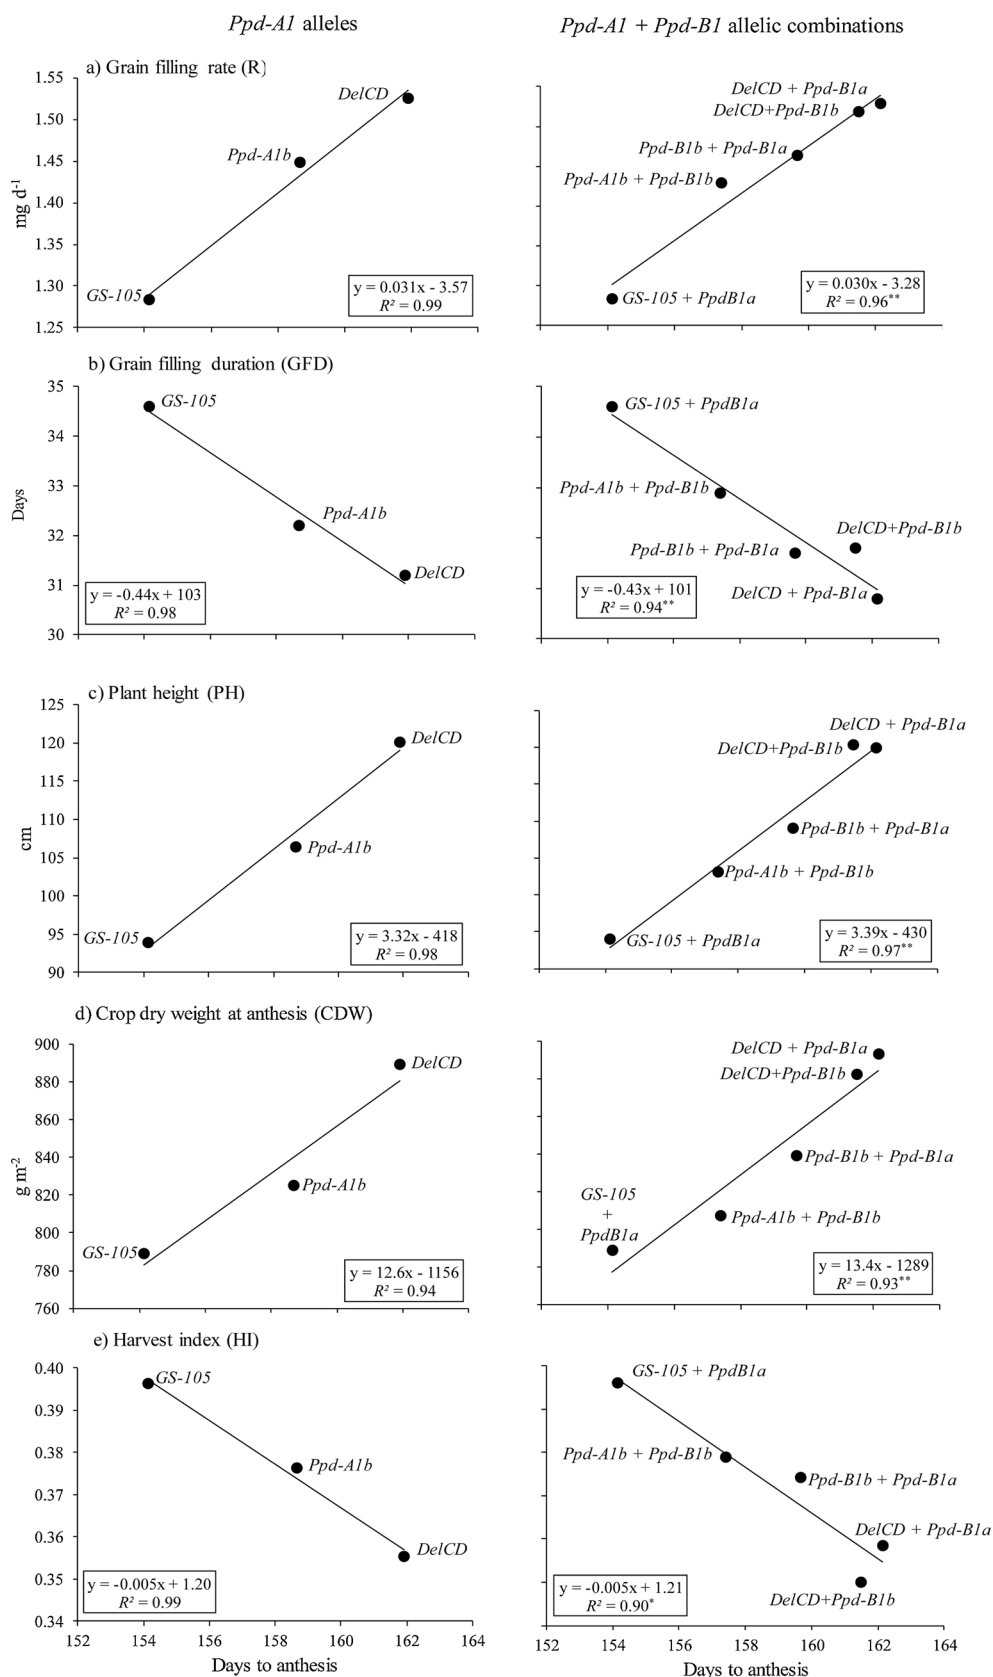 Ppd-A1 alleles
Ppd-A1 + Ppd-B1 allelic combinations
a) Grain filling rate (R)
1.55
1.50
1.45
1.40
1.35
1.30
1.25
mg d-1
DelCD
Ppd-A1b
GS-105
y = 0.031x - 3.57
R² = 0.99
DelCD + Ppd-B1a
DelCD+Ppd-B1b
Ppd-B1b + Ppd-B1a
Ppd-A1b + Ppd-B1b
GS-105 + PpdB1a
y = 0.030x - 3.28
R² = 0.96**
b) Grain filling duration (GFD)
35
34
33
32
31
30
Days
GS-105
Ppd-A1b
DelCD
y = -0.44x + 103
R² = 0.98
GS-105 + PpdB1a
Ppd-A1b + Ppd-B1b
DelCD+Ppd-B1b
Ppd-B1b + Ppd-B1a
DelCD + Ppd-B1a
y = -0.43x + 101
R² = 0.94**
c) Plant height (PH)
125
120
115
110
105
100
95
90
cm
DelCD
Ppd-A1b
GS-105
y = 3.32x - 418
R² = 0.98
DelCD + Ppd-B1a
DelCD+Ppd-B1b
Ppd-B1b + Ppd-B1a
Ppd-A1b + Ppd-B1b
GS-105 + PpdB1a
y = 3.39x - 430
R² = 0.97**
d) Crop dry weight at anthesis (CDW)
900
880
860
840
820
800
780
760
g m-2
DelCD
Ppd-A1b
GS-105
y = 12.6x - 1156
R² = 0.94
DelCD + Ppd-B1a
DelCD+Ppd-B1b
Ppd-B1b + Ppd-B1a
GS-105
+
PpdB1a
Ppd-A1b + Ppd-B1b
y = 13.4x - 1289
R² = 0.93**
e) Harvest index (HI)
0.40
0.39
0.38
0.37
0.36
0.35
0.34
GS-105
Ppd-A1b
DelCD
y = -0.005x + 1.20
R² = 0.99
152 154 156 158 160 162 164
Days to anthesis
GS-105 + PpdB1a
Ppd-A1b + Ppd-B1b
Ppd-B1b + Ppd-B1a
DelCD + Ppd-B1a
DelCD+Ppd-B1b
y = -0.005x + 1.21
R² = 0.90*
152 154 156 158 160 162 164
Days to anthesis